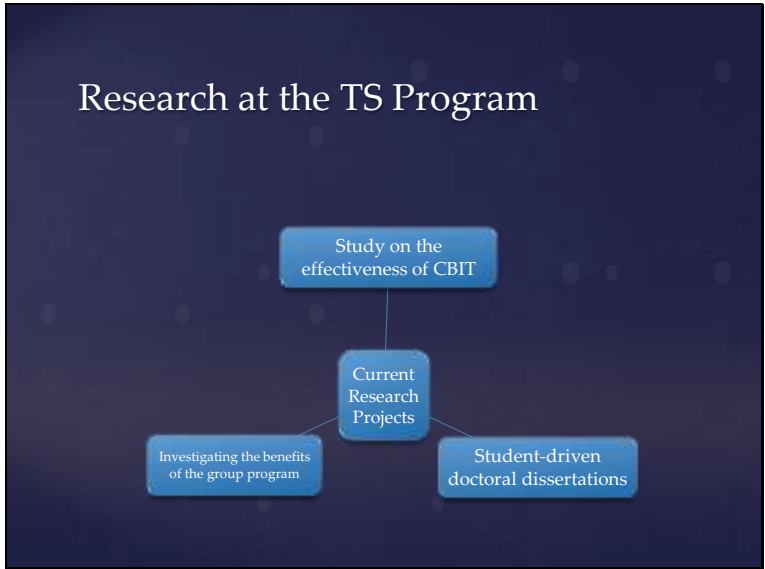 Research at the TS Program
Study on the
effectiveness of CBIT
Current
Research
Projects
Investigating the benefits
of the group program
Student-driven
doctoral dissertations